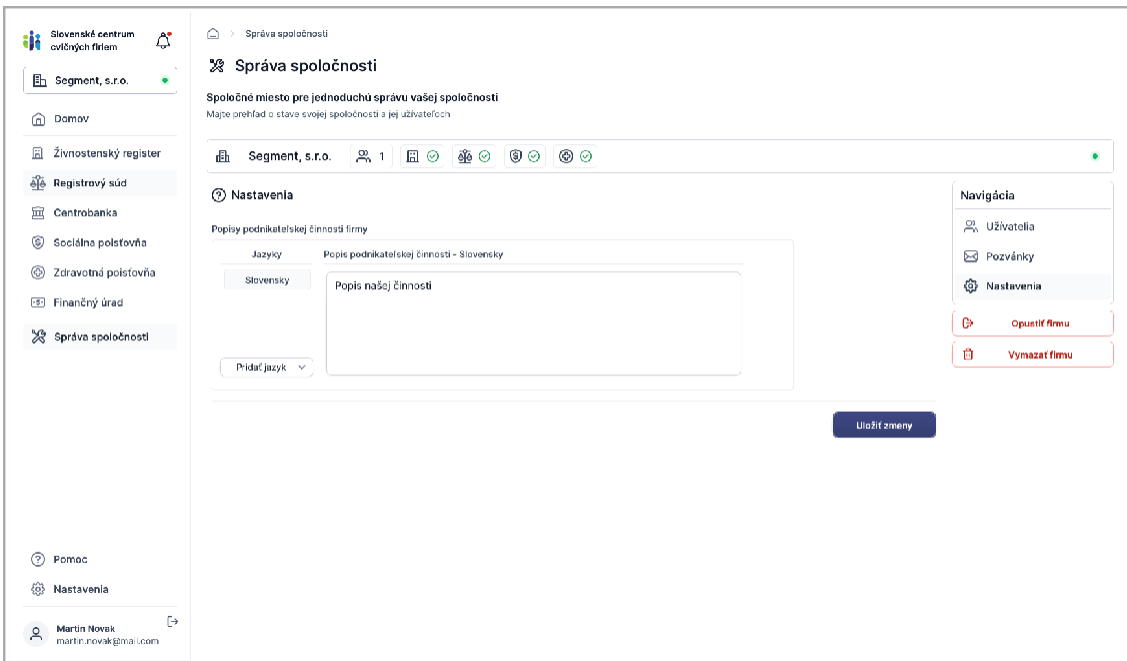 Slovenské centrum
cvičných firiem
Segment, s.r.o.
Domov
Živnostenský register
Registrový súd
Centrobanka
Sociálna poisťovňa
Zdravotná poisťovňa
Finančný úrad
Správa spoločnosti
Pomoc
Nastavenia
Martin Novak
martin.novak@mail.com
Správa spoločnosti
Správa spoločnosti
Spoločné miesto pre jednoduchú správu vašej spoločnosti
Majte prehľad o stave svojej spoločnosti a jej užívateľoch
Segment, s.r.o. 1
Nastavenia
Popisy podnikateľskej činnosti firmy
Jazyky
Popis podnikateľskej činnosti - Slovensky
Slovensky
Popis našej činnosti
Pridať jazyk
Uložiť zmeny
Navigácia
Užívatelia
Pozvánky
Nastavenia
Opustiť firmu
Vymazať firmu